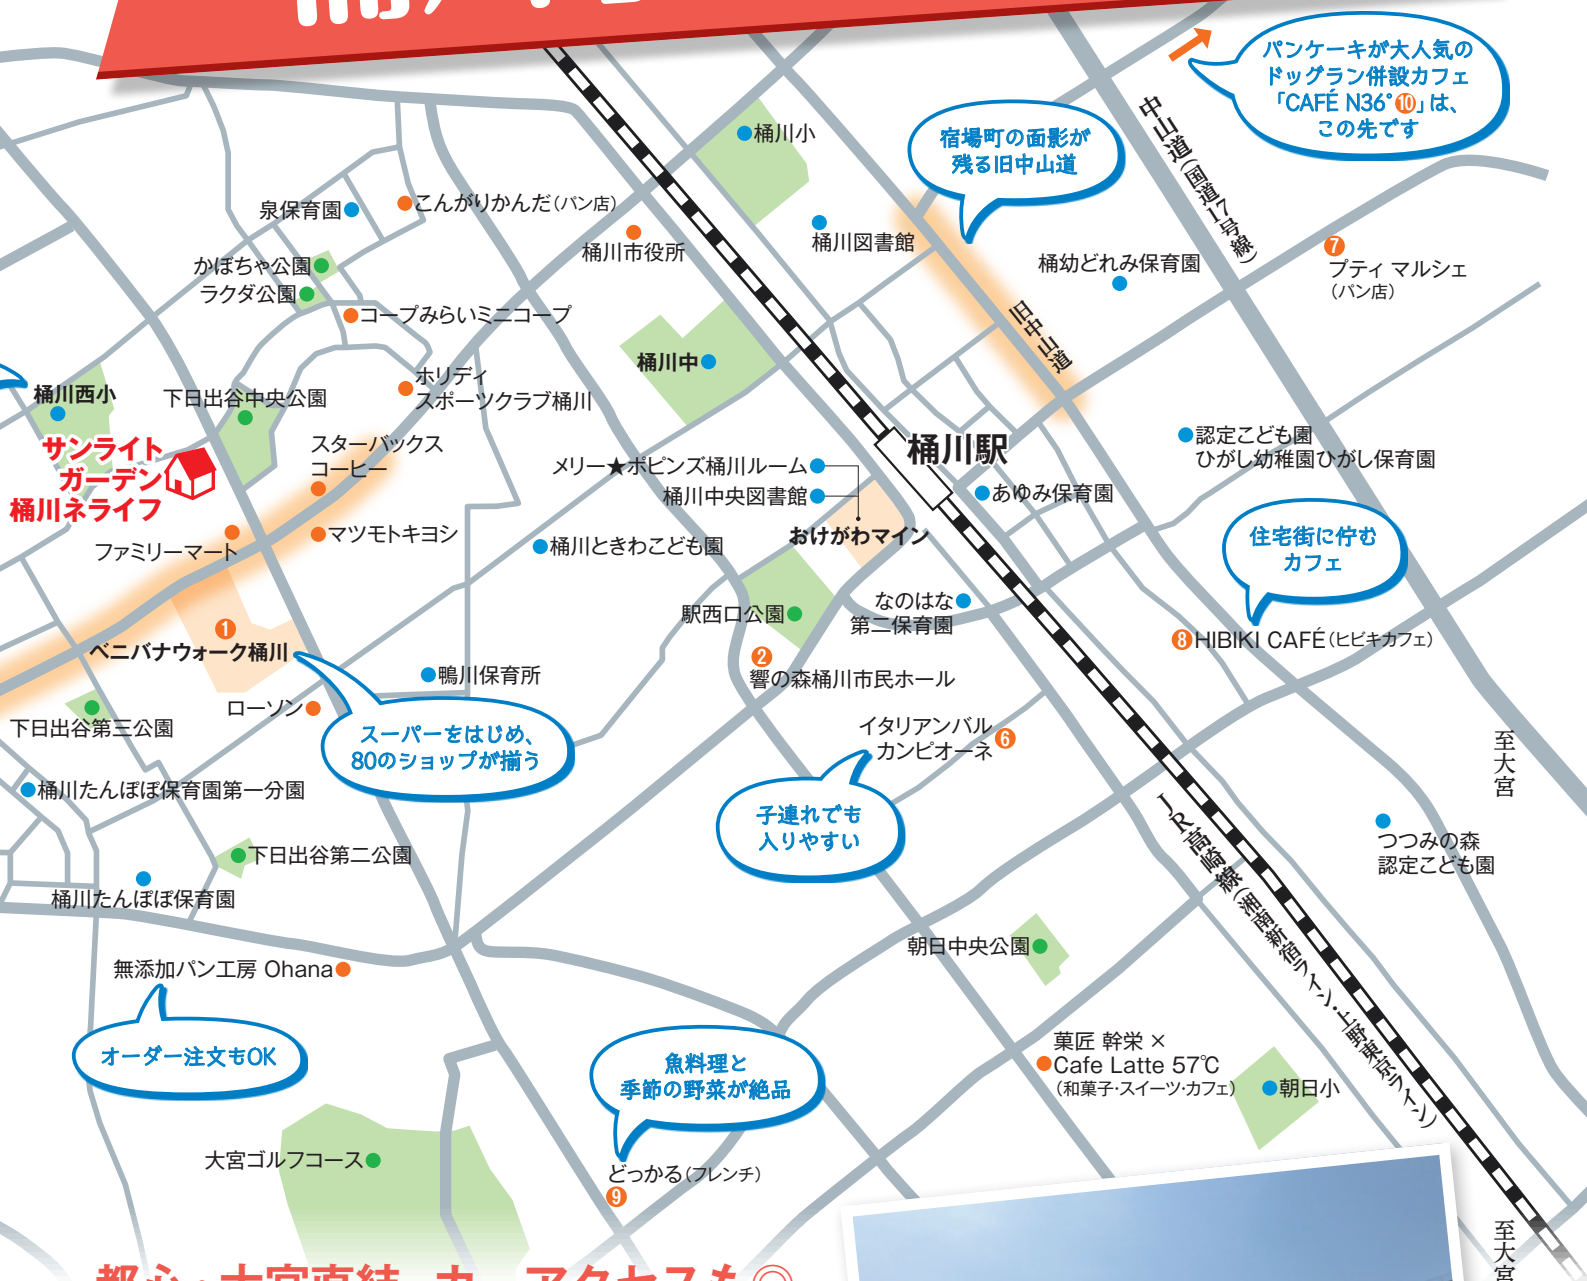 パンケーキが大人気の
ドッグラン併設カフェ
「CAFÉ N36°⑩」は、
この先です
中山道(国道17号線)
宿場町の面影が
残る旧中山道
桶川小
泉保育園
こんがりかんだ(パン店)
桶川市役所
桶川図書館
桶幼どれみ保育園
⑦
プティ マルシェ
(パン店)
かぼちゃ公園
ラクダ公園
コープみらいミニコープ
旧中山道
桶川中
ホリディ
スポーツクラブ桶川
桶川西小
下日出谷中央公園
サンライト
ガーデン
桶川ネライフ
スターバックス
コーヒー
メリー★ポピンズ桶川ルーム
桶川中央図書館
おけがわマイン
桶川駅
あゆみ保育園
認定こども園
ひがし幼稚園ひがし保育園
ファミリーマート
マツモトキヨシ
桶川ときわこども園
住宅街に佇む
カフェ
駅西口公園
なのはな
第二保育園
⑧HIBIKI CAFÉ(ヒビキカフェ)
①
ベニバナウォーク桶川
鴨川保育所
②
響の森桶川市民ホール
下日出谷第三公園
ローソン
スーパーをはじめ、
80のショップが揃う
イタリアンバル
カンピオーネ⑥
至大宮
桶川たんぽぽ保育園第一分園
子連れでも
入りやすい
JR高崎線(湘南新宿ライン・上野東京ライン)
つつみの森
認定こども園
下日出谷第二公園
桶川たんぽぽ保育園
朝日中央公園
無添加パン工房 Ohana
オーダー注文もOK
魚料理と
季節の野菜が絶品
菓匠 幹栄 ×
Cafe Latte 57℃
(和菓子・スイーツ・カフェ)
朝日小
大宮ゴルフコース
どっかる(フレンチ)
⑨
至大宮